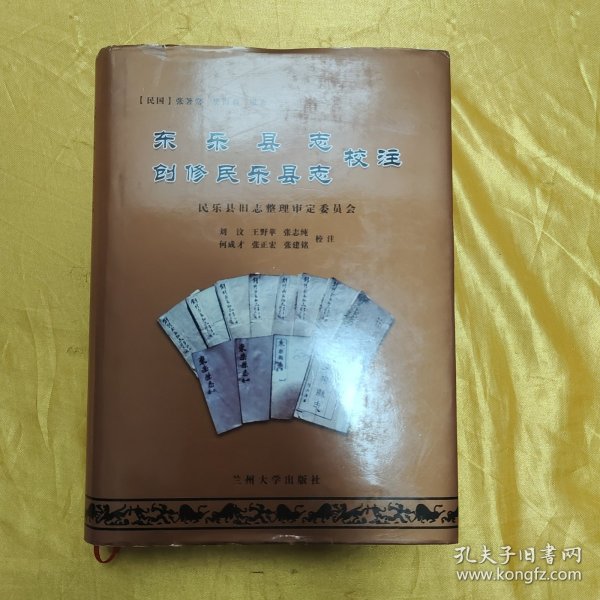 【民国】张著常
东乐县志
创修民乐县志
校注
民乐县旧志整理审定委员会
刘汶 王野苹 张志纯
何成才 张正宏 张建铭
校注
兰州大学出版社
孔夫子旧书网
www.kongfz.com